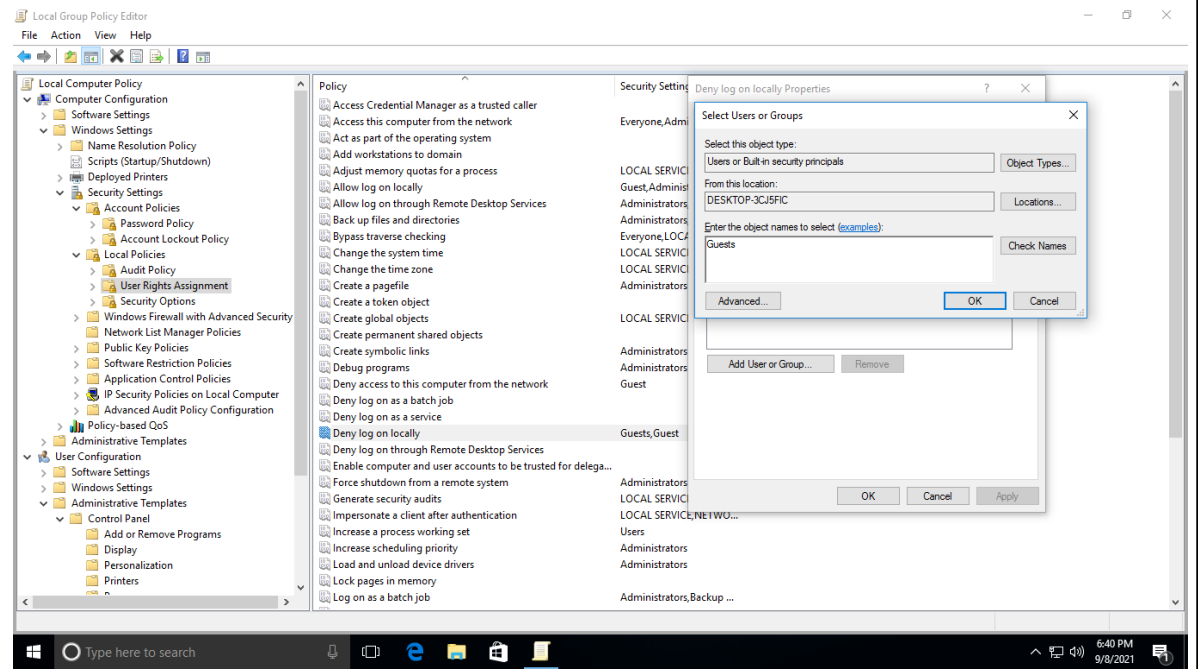 Local Group Policy Editor
File Action View Help
Local Computer Policy
Computer Configuration
Software Settings
Windows Settings
Name Resolution Policy
Scripts (Startup/Shutdown)
Deployed Printers
Security Settings
Account Policies
Password Policy
Account Lockout Policy
Local Policies
Audit Policy
User Rights Assignment
Security Options
Windows Firewall with Advanced Security
Network List Manager Policies
Public Key Policies
Software Restriction Policies
Application Control Policies
IP Security Policies on Local Computer
Advanced Audit Policy Configuration
Policy-based QoS
Administrative Templates
User Configuration
Software Settings
Windows Settings
Administrative Templates
Control Panel
Add or Remove Programs
Display
Personalization
Printers
Policy Security Setting
Access Credential Manager as a trusted caller
Access this computer from the network Everyone,Admi
Act as part of the operating system
Add workstations to domain
Adjust memory quotas for a process LOCAL SERVIC
Allow log on locally Guest,Administ
Allow log on through Remote Desktop Services Administrators
Back up files and directories Administrators
Bypass traverse checking Everyone,LOCA
Change the system time LOCAL SERVIC
Change the time zone LOCAL SERVIC
Create a pagefile Administrators
Create a token object
Create global objects LOCAL SERVIC
Create permanent shared objects
Create symbolic links Administrators
Debug programs Administrators
Deny access to this computer from the network Guest
Deny log on as a batch job
Deny log on as a service
Deny log on locally Guests,Guest
Deny log on through Remote Desktop Services
Enable computer and user accounts to be trusted for delega...
Force shutdown from a remote system Administrators
Generate security audits LOCAL SERVIC
Impersonate a client after authentication LOCAL SERVICE,NETWO...
Increase a process working set Users
Increase scheduling priority Administrators
Load and unload device drivers Administrators
Lock pages in memory
Log on as a batch job Administrators,Backup ...
Deny log on locally Properties ?
Select Users or Groups
Select this object type:
Users or Built-in security principals Object Types...
From this location:
DESKTOP-3CJ5FIC Locations...
Enter the object names to select (examples):
Guests Check Names
Advanced... OK Cancel
Add User or Group... Remove
OK Cancel Apply
Type here to search
6:40 PM
9/8/2021
1